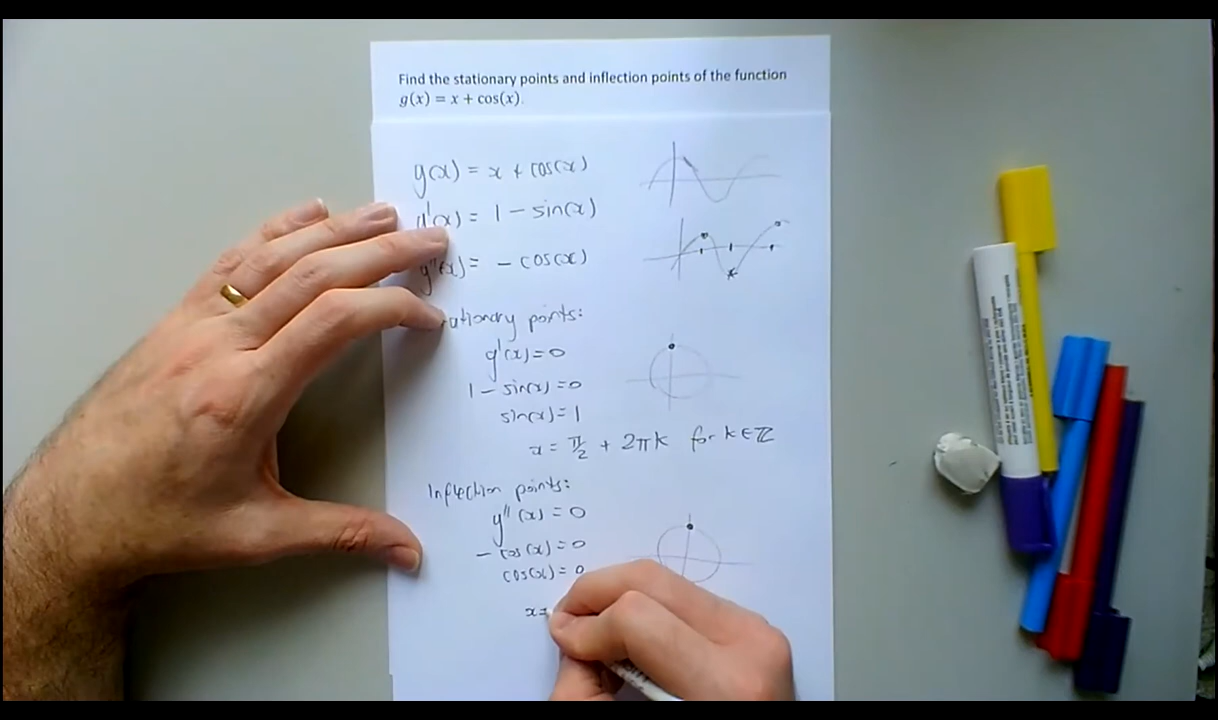 Find the stationary points and inflection points of the function
g(x) = x + cos(x).
g(x) = x + cos(x)
g'(x) = 1 - sin(x)
g''(x) = - cos(x)
points:
g'(x) = 0
1 - sin(x) = 0
sin(x) = 1
x = π/2 + 2πk for k ∈ ℤ
Inflection points:
g''(x) = 0
- cos(x) = 0
cos(x) = 0
x =